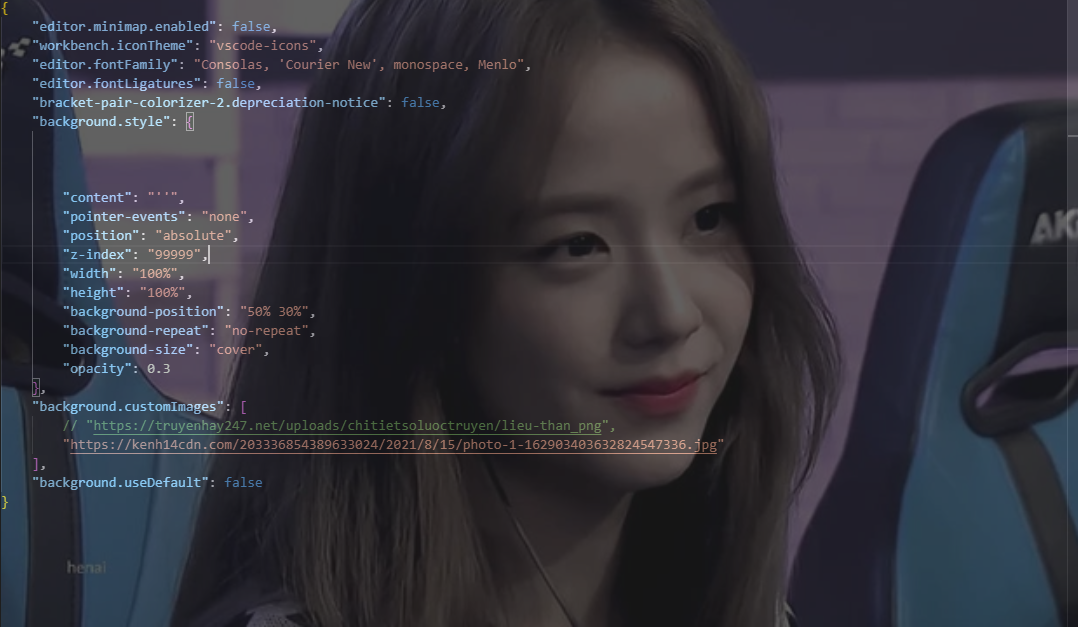 {
    "editor.minimap.enabled": false,
    "workbench.iconTheme": "vscode-icons",
    "editor.fontFamily": "Consolas, 'Courier New', monospace, Menlo",
    "editor.fontLigatures": false,
    "bracket-pair-colorizer-2.depreciation-notice": false,
    "background.style": {
        "content": "''",
        "pointer-events": "none",
        "position": "absolute",
        "z-index": "99999",
        "width": "100%",
        "height": "100%",
        "background-position": "50% 30%",
        "background-repeat": "no-repeat",
        "background-size": "cover",
        "opacity": 0.3
    },
    "background.customImages": [
        // "https://truyenhay247.net/uploads/chitietsoluoctruyen/lieu-than_png",
        "https://kenh14cdn.com/203336854389633024/2021/8/15/photo-1-162903403632824547336.jpg"
    ],
    "background.useDefault": false
}
henai